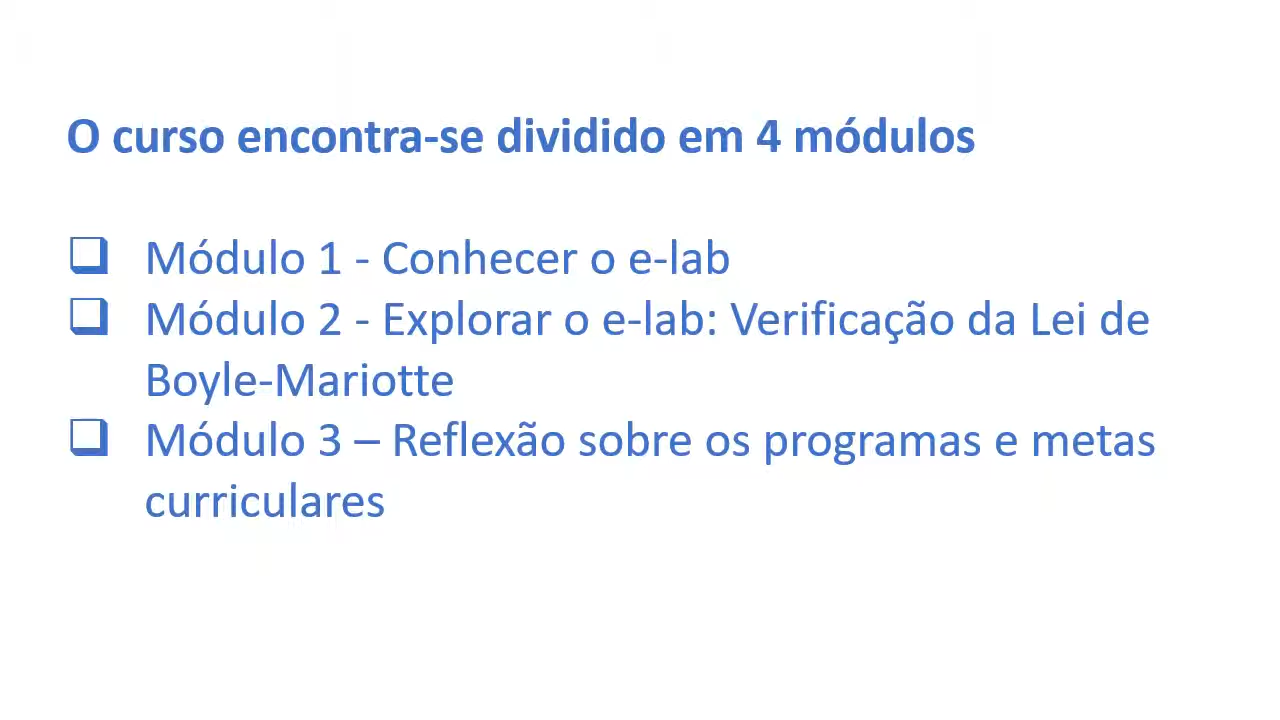 O curso encontra-se dividido em 4 módulos
Módulo 1 - Conhecer o e-lab
Módulo 2 - Explorar o e-lab: Verificação da Lei de
Boyle-Mariotte
Módulo 3 – Reflexão sobre os programas e metas
curriculares